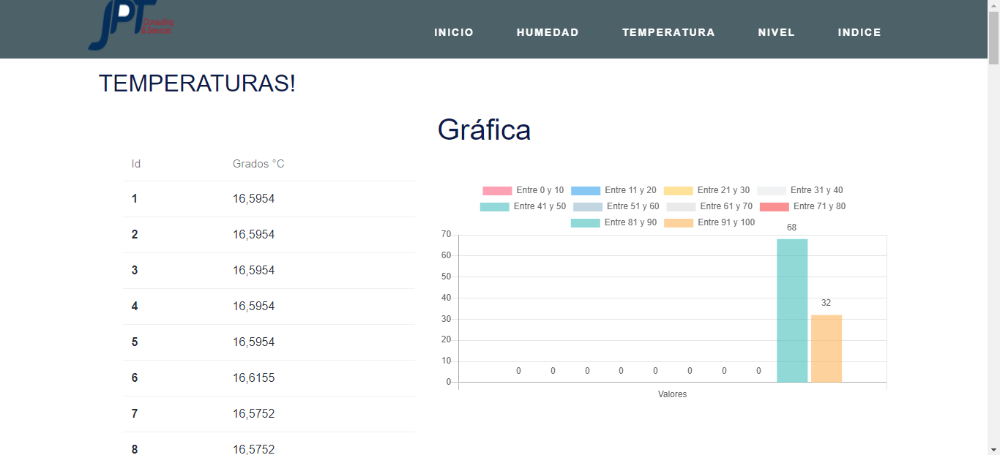 JPT Consulting & Services
INICIO HUMEDAD TEMPERATURA NIVEL INDICE
TEMPERATURAS!
Gráfica
Id Grados °C
1 16,5954
2 16,5954
3 16,5954
4 16,5954
5 16,5954
6 16,6155
7 16,5752
8 16,5752
Entre 0 y 10 Entre 11 y 20 Entre 21 y 30 Entre 31 y 40
Entre 41 y 50 Entre 51 y 60 Entre 61 y 70 Entre 71 y 80
Entre 81 y 90 Entre 91 y 100
68
70
60
50
40
32
30
20
10
0 0 0 0 0 0 0 0
0
Valores